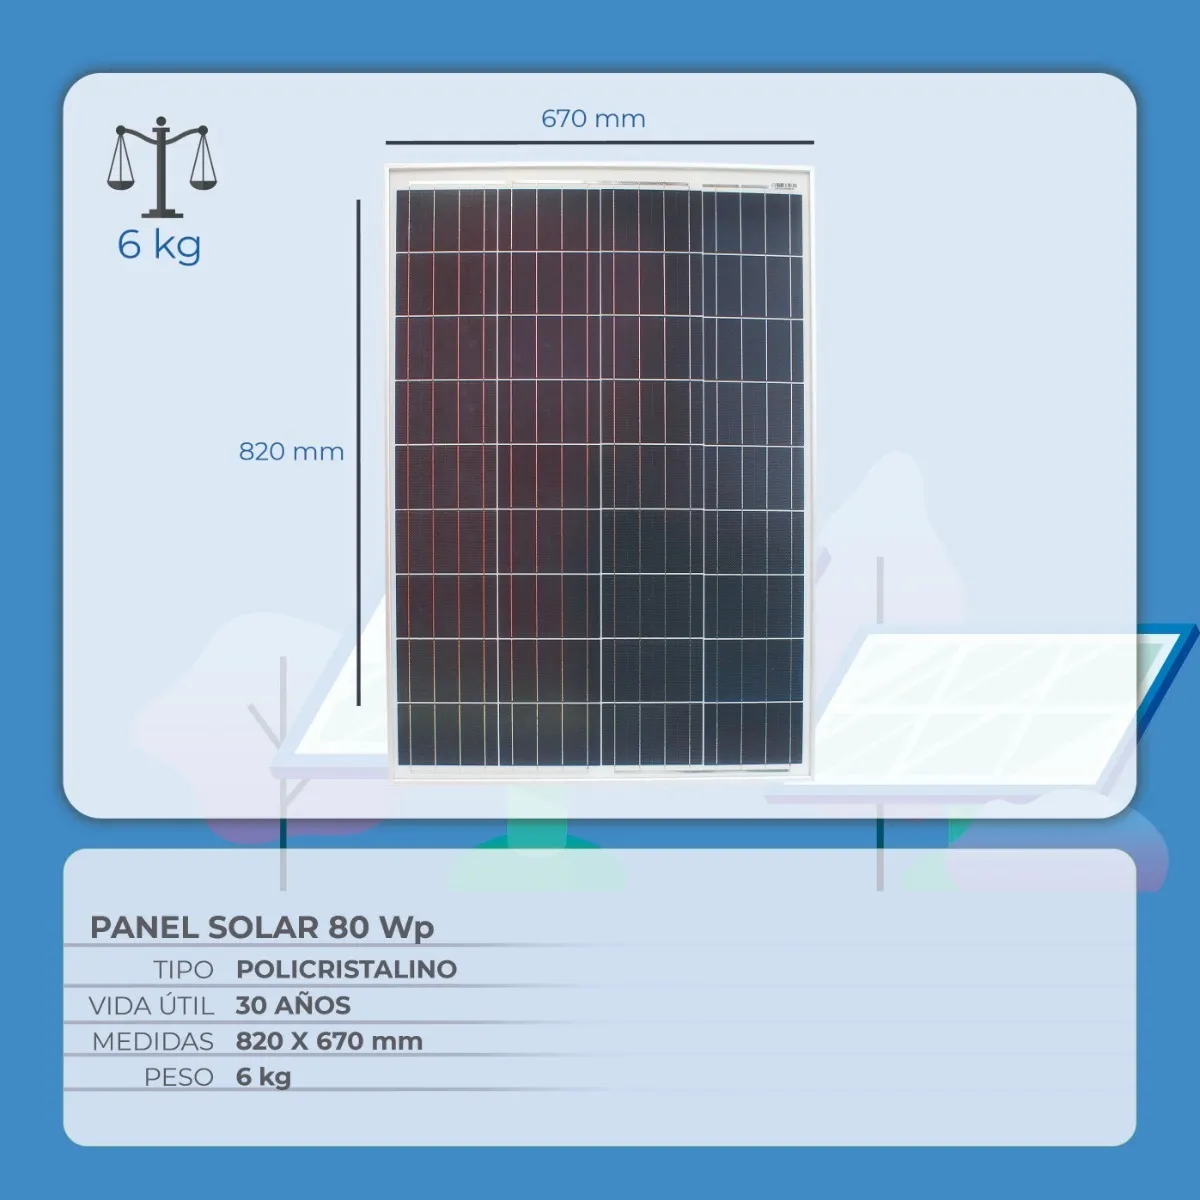 670 mm
6 kg
820 mm
PANEL SOLAR 80 Wp
TIPO POLICRISTALINO
VIDA ÚTIL 30 AÑOS
MEDIDAS 820 X 670 mm
PESO 6 kg